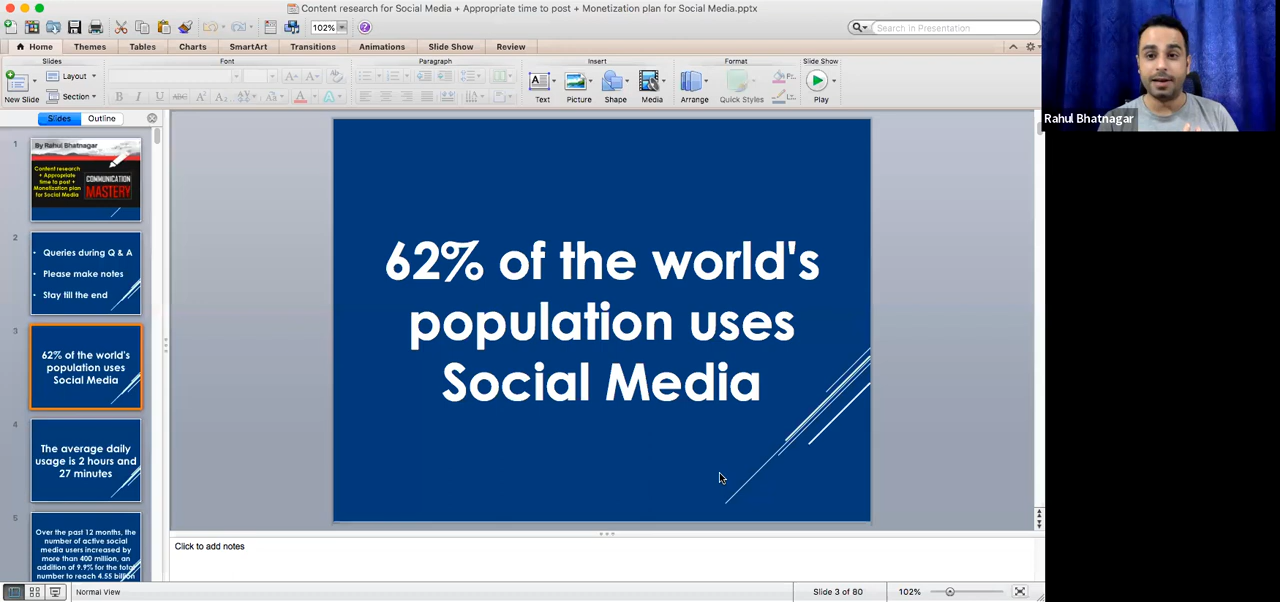 Content research for Social Media + Appropriate time to post + Monetization plan for Social Media.pptx
102%
Search in Presentation
Home Themes Tables Charts SmartArt Transitions Animations Slide Show Review
Slides Font Paragraph Insert Format Slide Show
New Slide Layout Section
Text Picture Shape Media Arrange Quick Styles Play
Slides Outline
1
By Rahul Bhatnagar
Content research
+ Appropriate
time to post +
Monetization plan
for Social Media
COMMUNICATION
MASTERY
2
Queries during Q & A
Please make notes
Stay till the end
3
62% of the world's
population uses
Social Media
4
The average daily
usage is 2 hours and
27 minutes
5
Over the past 12 months, the
number of active social
media users increased by
more than 400 million, an
addition of 9.9% for the total
number to reach 4.55 billion
62% of the world's
population uses
Social Media
Click to add notes
Normal View
Slide 3 of 80
102%
Rahul Bhatnagar